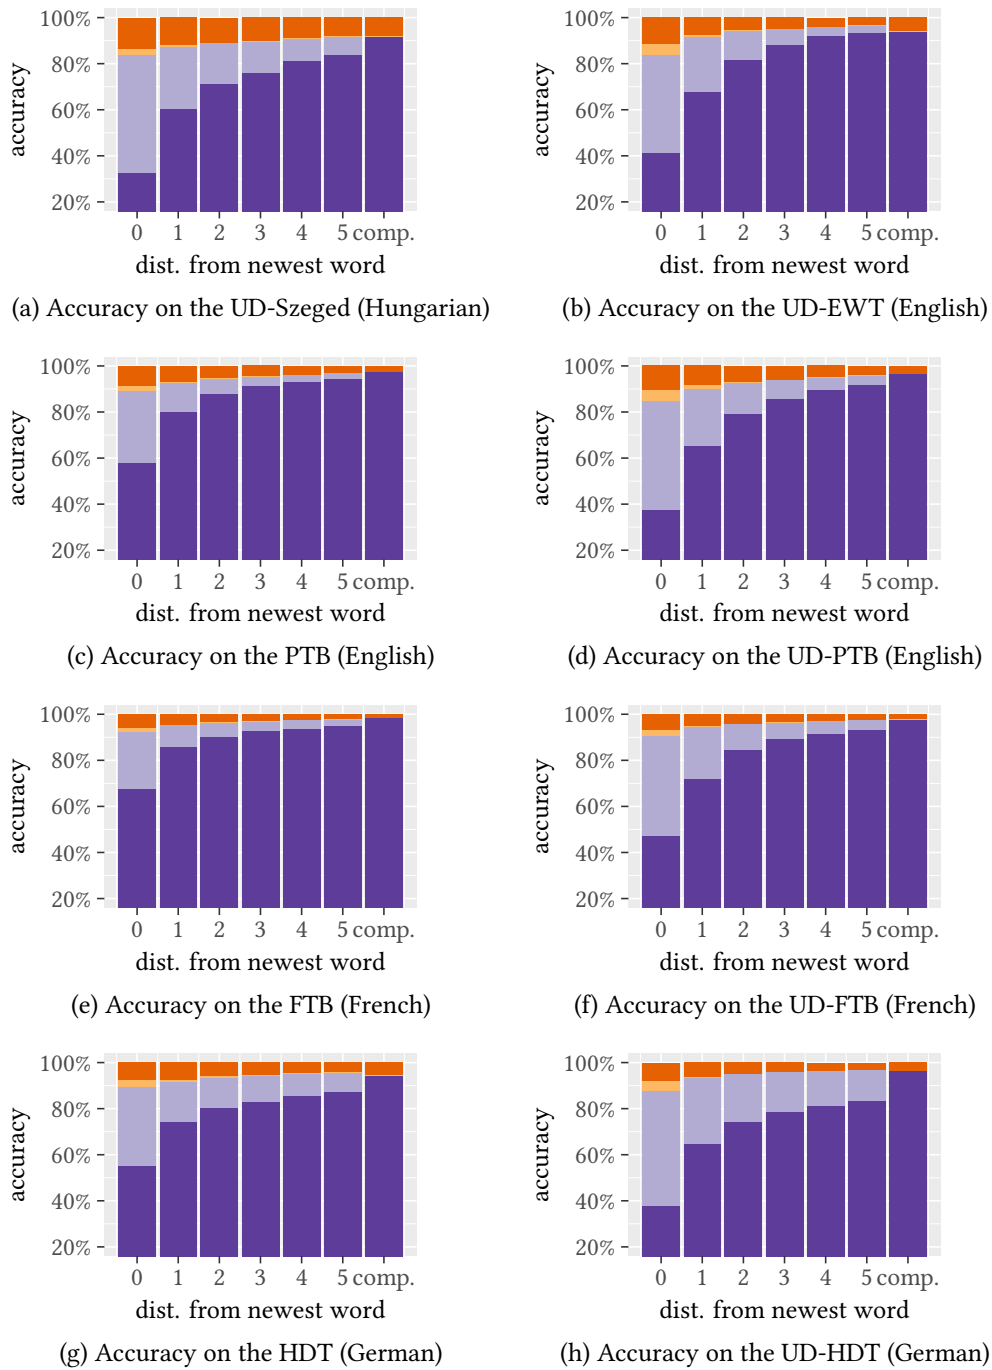 100%
80%
60%
40%
20%
accuracy
0 1 2 3 4 5 comp.
dist. from newest word
(a) Accuracy on the UD-Szeged (Hungarian)
100%
80%
60%
40%
20%
accuracy
0 1 2 3 4 5 comp.
dist. from newest word
(b) Accuracy on the UD-EWT (English)
100%
80%
60%
40%
20%
accuracy
0 1 2 3 4 5 comp.
dist. from newest word
(c) Accuracy on the PTB (English)
100%
80%
60%
40%
20%
accuracy
0 1 2 3 4 5 comp.
dist. from newest word
(d) Accuracy on the UD-PTB (English)
100%
80%
60%
40%
20%
accuracy
0 1 2 3 4 5 comp.
dist. from newest word
(e) Accuracy on the FTB (French)
100%
80%
60%
40%
20%
accuracy
0 1 2 3 4 5 comp.
dist. from newest word
(f) Accuracy on the UD-FTB (French)
100%
80%
60%
40%
20%
accuracy
0 1 2 3 4 5 comp.
dist. from newest word
(g) Accuracy on the HDT (German)
100%
80%
60%
40%
20%
accuracy
0 1 2 3 4 5 comp.
dist. from newest word
(h) Accuracy on the UD-HDT (German)